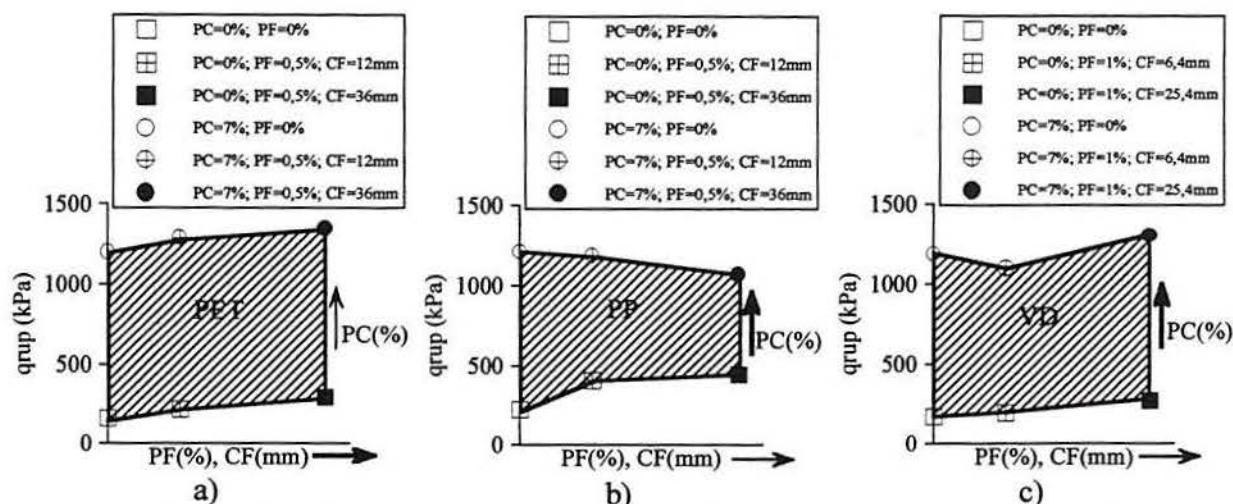 PC=0%; PF=0%
PC=0%; PF=0,5%; CF=12mm
PC=0%; PF=0,5%; CF=36mm
PC=7%; PF=0%
PC=7%; PF=0,5%; CF=12mm
PC=7%; PF=0,5%; CF=36mm
1500
1000
500
0
qrup (kPa)
PET
PC(%)
PF(%), CF(mm)
a)
PC=0%; PF=0%
PC=0%; PF=0,5%; CF=12mm
PC=0%; PF=0,5%; CF=36mm
PC=7%; PF=0%
PC=7%; PF=0,5%; CF=12mm
PC=7%; PF=0,5%; CF=36mm
1500
1000
500
0
qrup (kPa)
PP
PC(%)
PF(%), CF(mm)
b)
PC=0%; PF=0%
PC=0%; PF=1%; CF=6,4mm
PC=0%; PF=1%; CF=25,4mm
PC=7%; PF=0%
PC=7%; PF=1%; CF=6,4mm
PC=7%; PF=1%; CF=25,4mm
1500
1000
500
0
qrup (kPa)
VD
PC(%)
PF(%), CF(mm)
c)